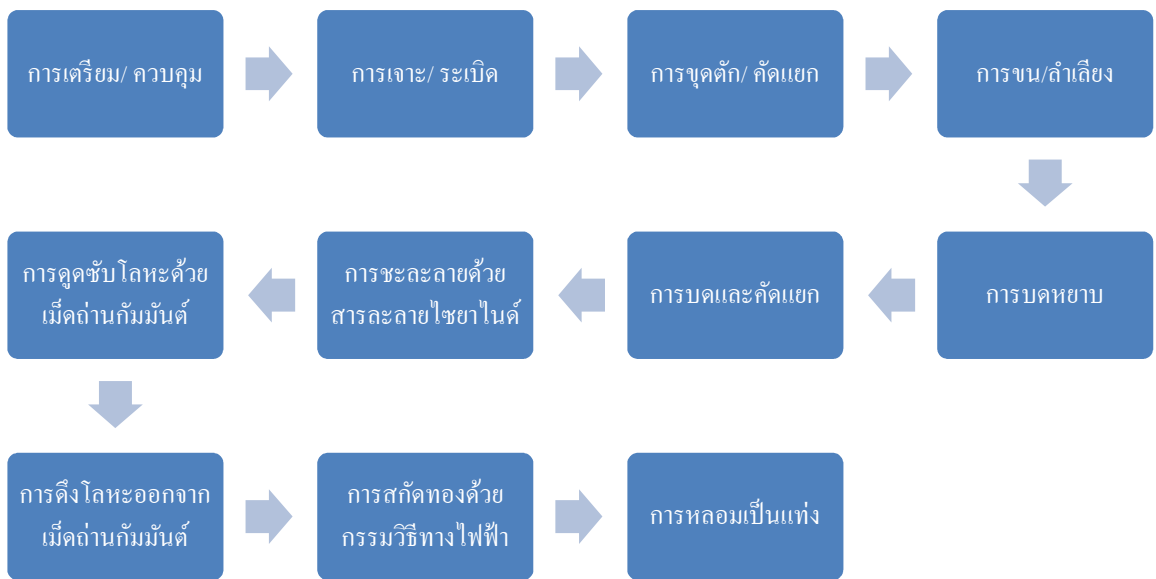 การเตรียม/ ควบคุม
การเจาะ/ ระเบิด
การขุดตัก/ คัดแยก
การขน/ลำเลียง
การบดหยาบ
การบดและคัดแยก
การชะละลายด้วย
สารละลายไซยาไนด์
การดูดซับโลหะด้วย
เม็ดถ่านกัมมันต์
การดึงโลหะออกจาก
เม็ดถ่านกัมมันต์
การสกัดทองด้วย
กรรมวิธีทางไฟฟ้า
การหลอมเป็นแท่ง